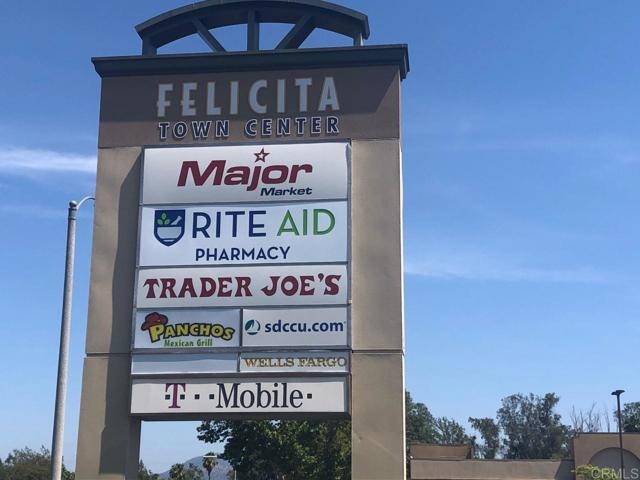 FELICITA
TOWN CENTER
Major
Market
RITE AID
PHARMACY
TRADER JOE'S
PANCHOS
Mexican Grill
sdccu.com
WELLS FARGO
T-Mobile
CRMLS